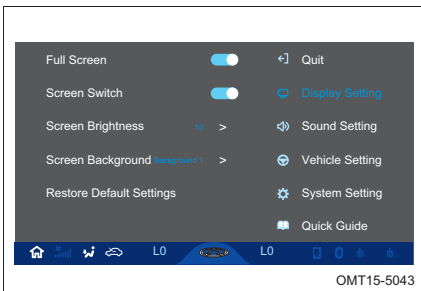 Full Screen
Quit
Screen Switch
Display Setting
Screen Brightness 10 >
Sound Setting
Screen Background Background 1 >
Vehicle Setting
Restore Default Settings
System Setting
Quick Guide
L0 L0
OMT15-5043